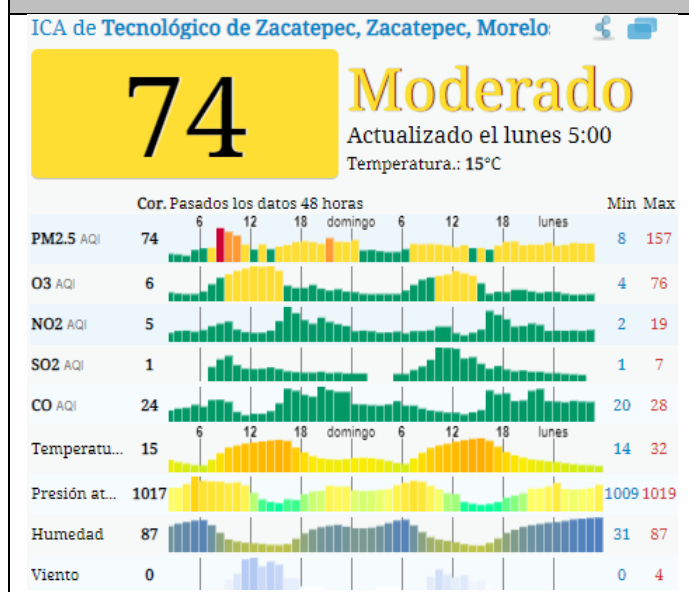 ICA de Tecnológico de Zacatepec, Zacatepec, Morelo
74 Moderado
Actualizado el lunes 5:00
Temperatura.: 15°C
Cor. Pasados los datos 48 horas Min Max
6 12 18 domingo 6 12 18 lunes
PM2.5 AQI 74 8 157
O3 AQI 6 4 76
NO2 AQI 5 2 19
SO2 AQI 1 1 7
CO AQI 24 20 28
6 12 18 domingo 6 12 18 lunes
Temperatu... 15 14 32
Presión at... 1017 1009 1019
Humedad 87 31 87
Viento 0 0 4